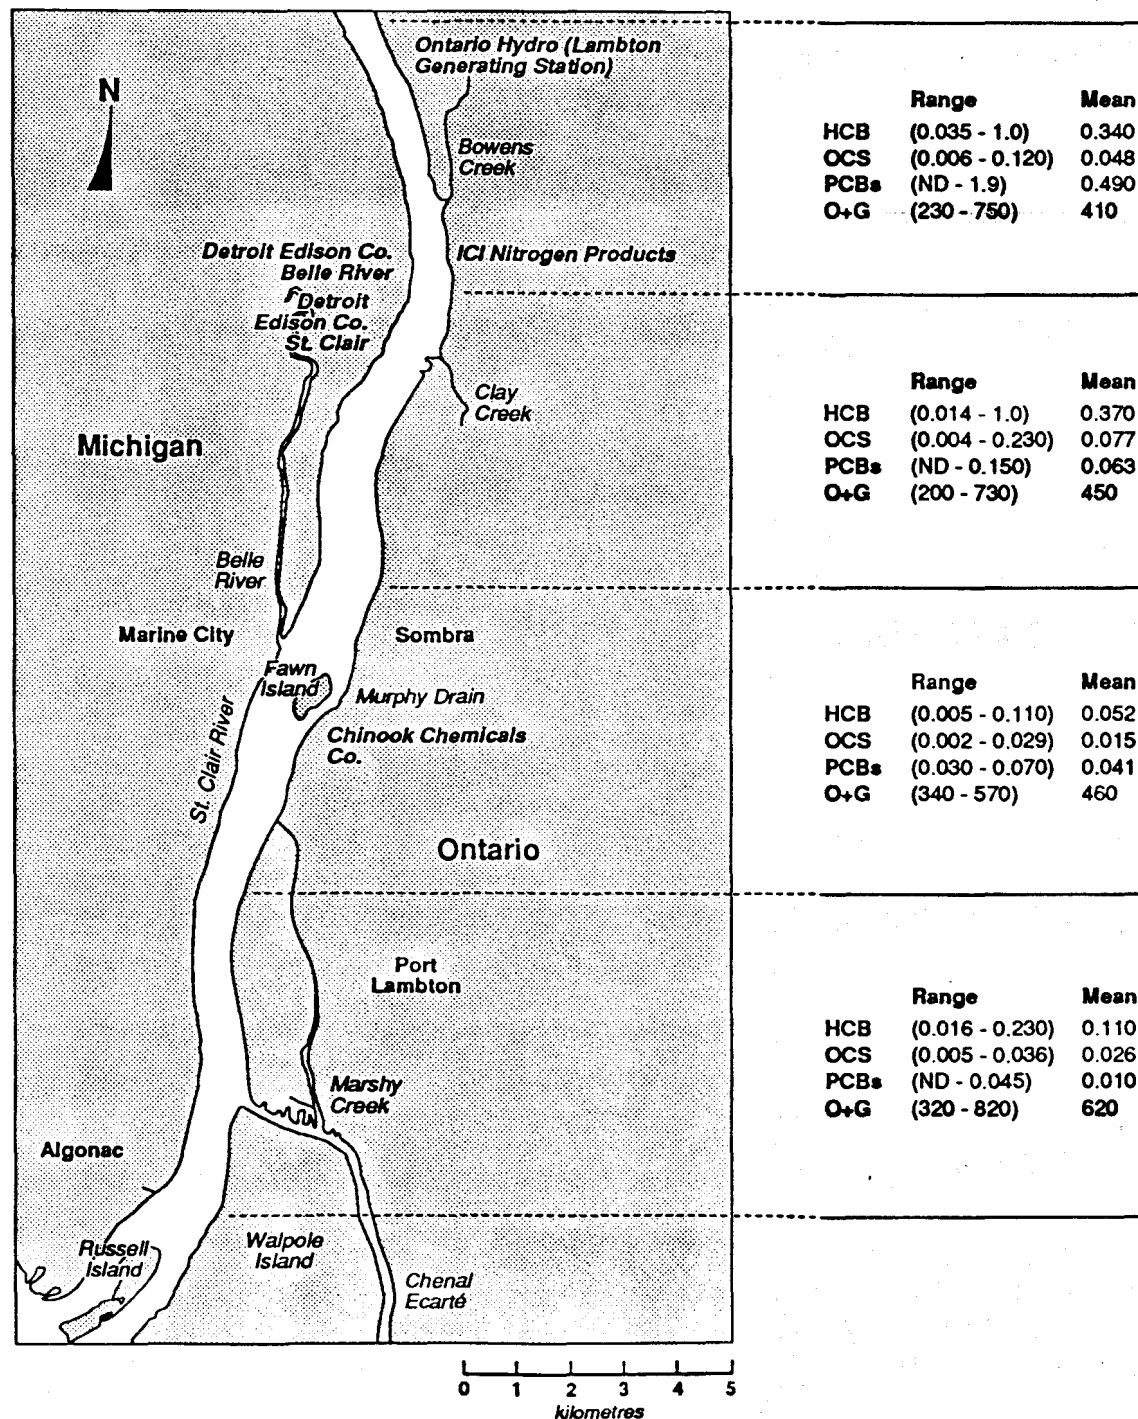 Ontario Hydro (Lambton
Generating Station)
N
Bowens
Creek
Detroit Edison Co.
Belle River
ICI Nitrogen Products
Detroit
Edison Co.
St. Clair
Clay
Creek
Michigan
Belle
River
Marine City
Sombra
Fawn
Island
Murphy Drain
St. Clair River
Chinook Chemicals
Co.
Ontario
Port
Lambton
Marshy
Creek
Algonac
Russell
Island
Walpole
Island
Chenal
Ecarté
0 1 2 3 4 5
kilometres
Range Mean
HCB (0.035 - 1.0) 0.340
OCS (0.006 - 0.120) 0.048
PCBs (ND - 1.9) 0.490
O+G (230 - 750) 410
Range Mean
HCB (0.014 - 1.0) 0.370
OCS (0.004 - 0.230) 0.077
PCBs (ND - 0.150) 0.063
O+G (200 - 730) 450
Range Mean
HCB (0.005 - 0.110) 0.052
OCS (0.002 - 0.029) 0.015
PCBs (0.030 - 0.070) 0.041
O+G (340 - 570) 460
Range Mean
HCB (0.016 - 0.230) 0.110
OCS (0.005 - 0.036) 0.026
PCBs (ND - 0.045) 0.010
O+G (320 - 820) 620